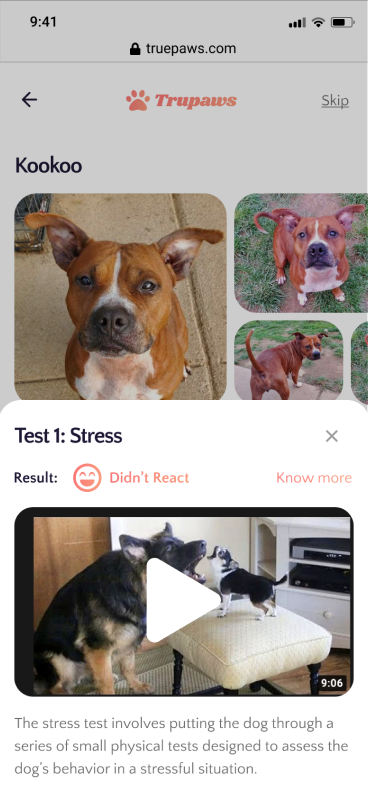 9:41
truepaws.com
Trupaws
Skip
Kookoo
Test 1: Stress
Result: Didn't React Know more
9:06
The stress test involves putting the dog through a
series of small physical tests designed to assess the
dog's behavior in a stressful situation.